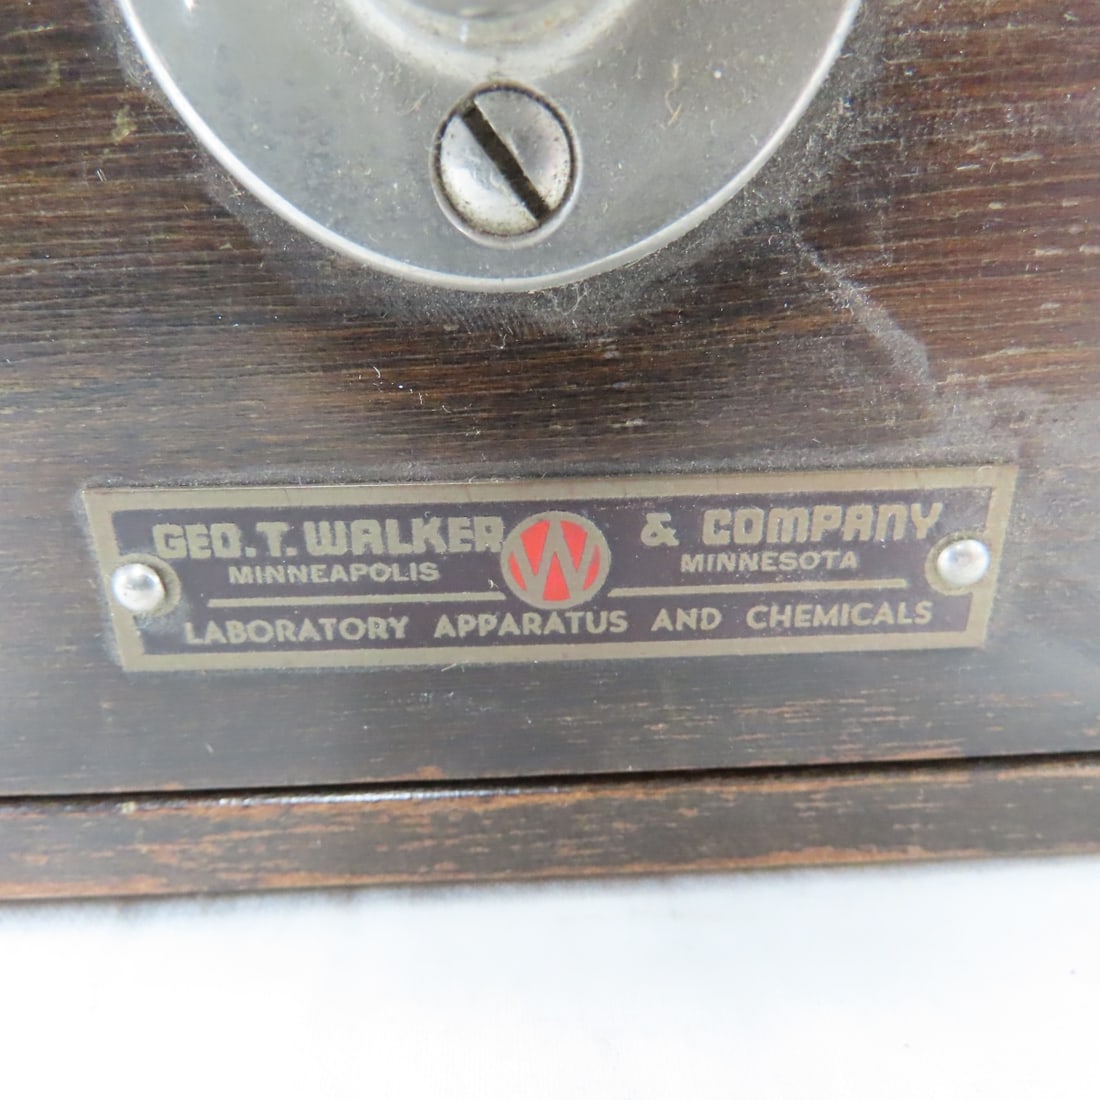 GEO. T. WALKER W & COMPANY
MINNEAPOLIS MINNESOTA
LABORATORY APPARATUS AND CHEMICALS